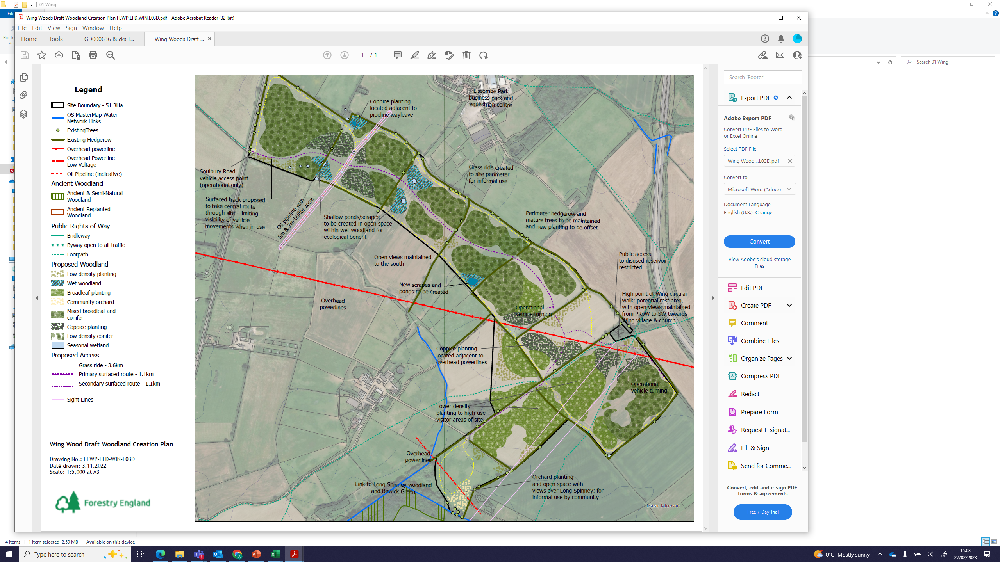 01 Wing
File
Wing Woods Draft Woodland Creation Plan FEWP.EFD.WIN.L03D.pdf - Adobe Acrobat Reader (32-bit)
File Edit View Sign Window Help
Home Tools GD000636 Bucks T... Wing Woods Draft ...
1 / 1
Pin to
Search 01 Wing
Legend
Site Boundary - 51.3Ha
OS MasterMap Water
Network Links
ExistingTrees
Existing Hedgerow
Overhead powerline
Overhead Powerline
Low Voltage
Oil Pipeline (indicative)
Ancient Woodland
Ancient & Semi-Natural
Woodland
Ancient Replanted
Woodland
Public Rights of Way
Bridleway
Byway open to all traffic
Footpath
Proposed Woodland
Low density planting
Wet woodland
Broadleaf planting
Community orchard
Mixed broadleaf and
conifer
Coppice planting
Low density conifer
Seasonal wetland
Proposed Access
Grass ride - 3.6km
Primary surfaced route - 1.1km
Secondary surfaced route - 1.1km
Sight Lines
Wing Wood Draft Woodland Creation Plan
Drawing No.: FEWP-EFD-WIN-L03D
Date drawn: 3.11.2022
Scale: 1:5,000 at A3
Forestry England
Liscombe Park
business park and
equestrian centre
Coppice planting
located adjacent to
pipeline wayleave
Soulbury Road
vehicle access point
(operational only)
Grass ride created
to site perimeter
for informal use
Surfaced track proposed
to take central route
through site - limiting
visibility of vehicle
movements when in use
Oil pipeline with
5m & 7m buffer zone
Shallow ponds/scrapes
to be created in open space
within wet woodland for
ecological benefit
Perimeter hedgerow and
mature trees to be maintained
and new planting to be offset
Open views maintained
to the south
Public access
to disused reservoir
restricted
New scrapes and
ponds to be created
Overhead
powerlines
High point of Wing circular
walk; potential rest area,
with open views maintained
from PRoW to SW towards
Wing village & church.
Operational
vehicle turning
Coppice planting
located adjacent to
overhead powerlines
Operational
vehicle turning
Lower density
planting to high-use
visitor areas of site
Overhead
powerlines
Link to Long Spinney woodland
and Bewick Green
Orchard planting
and open space with
views over Long Spinney; for
informal use by community
Maxar, Microsoft
Search 'Footer'
Export PDF
Adobe Export PDF
Convert PDF Files to Word
or Excel Online
Select PDF File
Wing Wood....L03D.pdf
Convert to
Microsoft Word (*.docx)
Document Language:
English (U.S.) Change
Convert
View Adobe's cloud storage
Files
Edit PDF
Create PDF
Comment
Combine Files
Organize Pages
Compress PDF
Redact
Prepare Form
Request E-signat...
Fill & Sign
Send for Comme...
Convert, edit and e-sign PDF
forms & agreements
Free 7-Day Trial
4 items 1 item selected 2.59 MB Available on this device
Type here to search
0°C Mostly sunny
15:03
27/02/2023